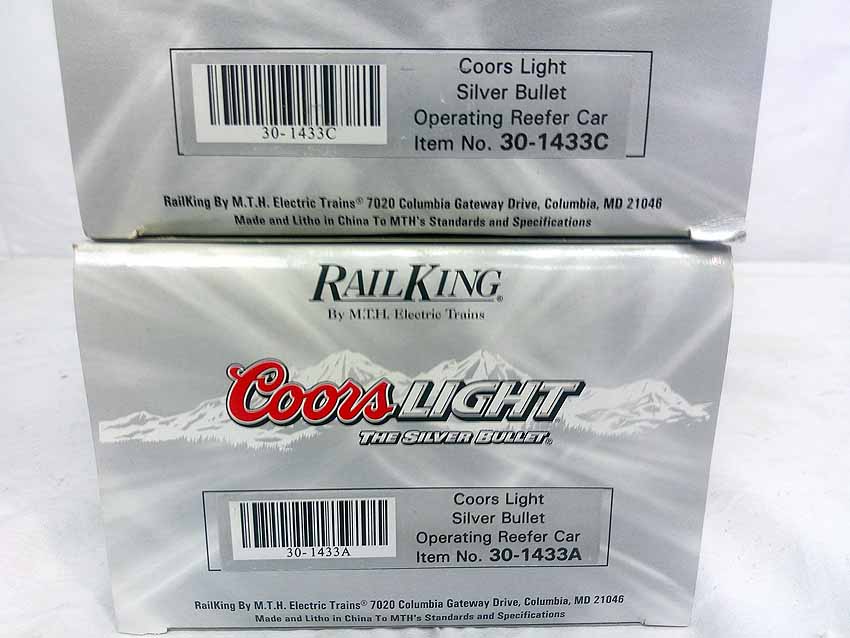 Coors Light
Silver Bullet
Operating Reefer Car
30-1433C
Item No. 30-1433C
RailKing By M.T.H. Electric Trains® 7020 Columbia Gateway Drive, Columbia, MD 21046
Made and Litho in China To MTH's Standards and Specifications
RAILKING®
By M.T.H. Electric Trains
Coors LIGHT
THE SILVER BULLET®
Coors Light
Silver Bullet
Operating Reefer Car
30-1433A
Item No. 30-1433A
RailKing By M.T.H. Electric Trains® 7020 Columbia Gateway Drive, Columbia, MD 21046
Made and Litho in China To MTH's Standards and Specifications